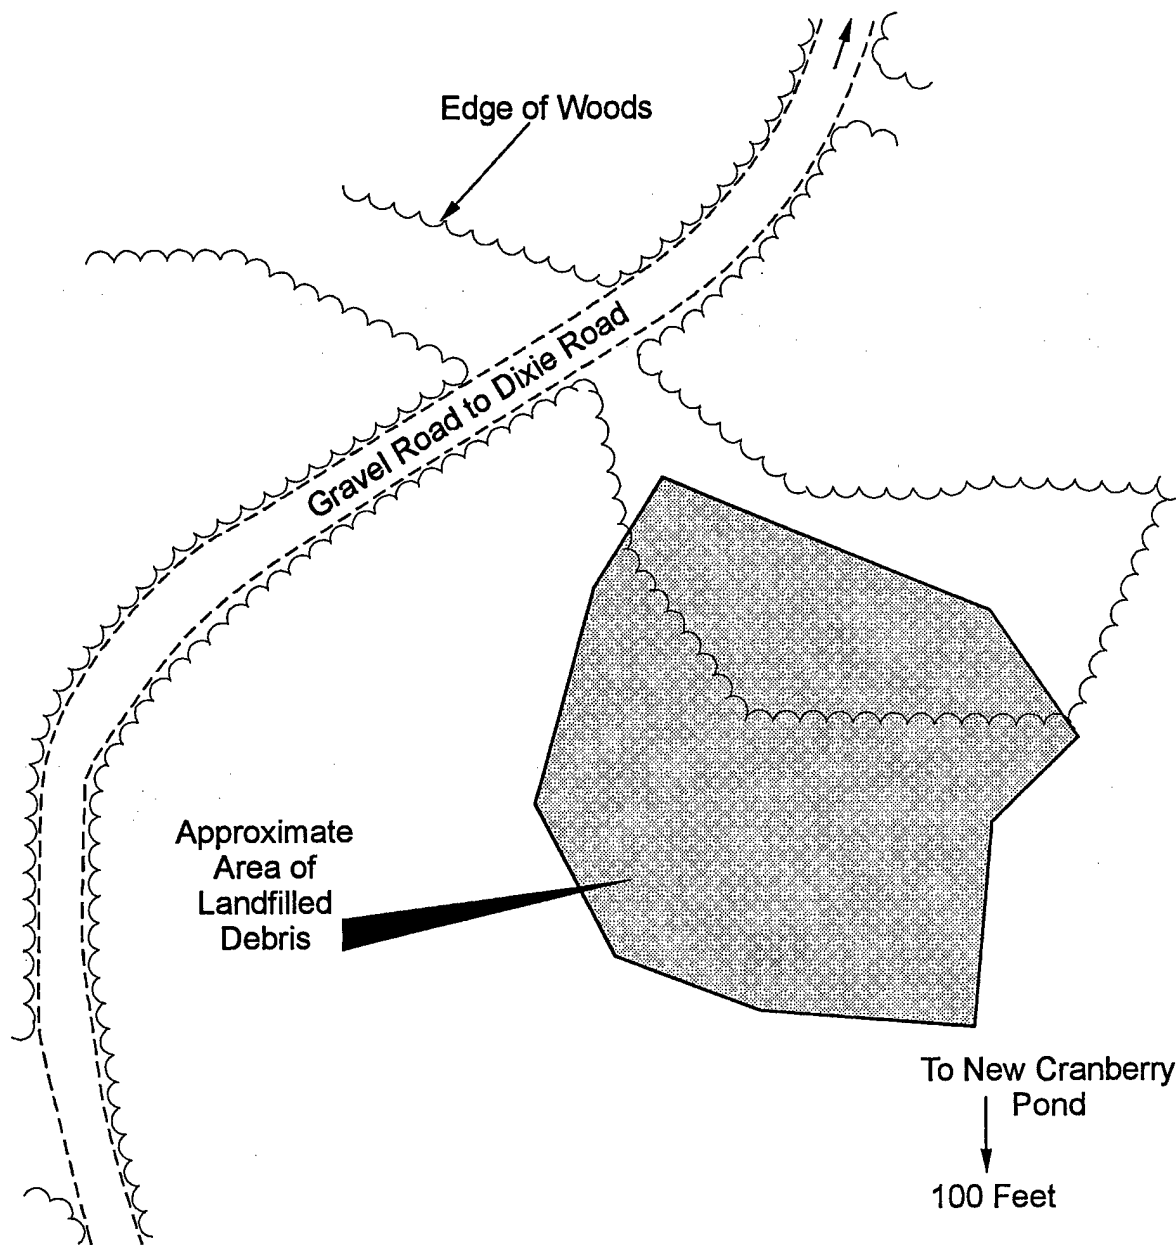 Edge of Woods
Gravel Road to Dixie Road
Approximate
Area of
Landfilled
Debris
To New Cranberry
Pond
100 Feet